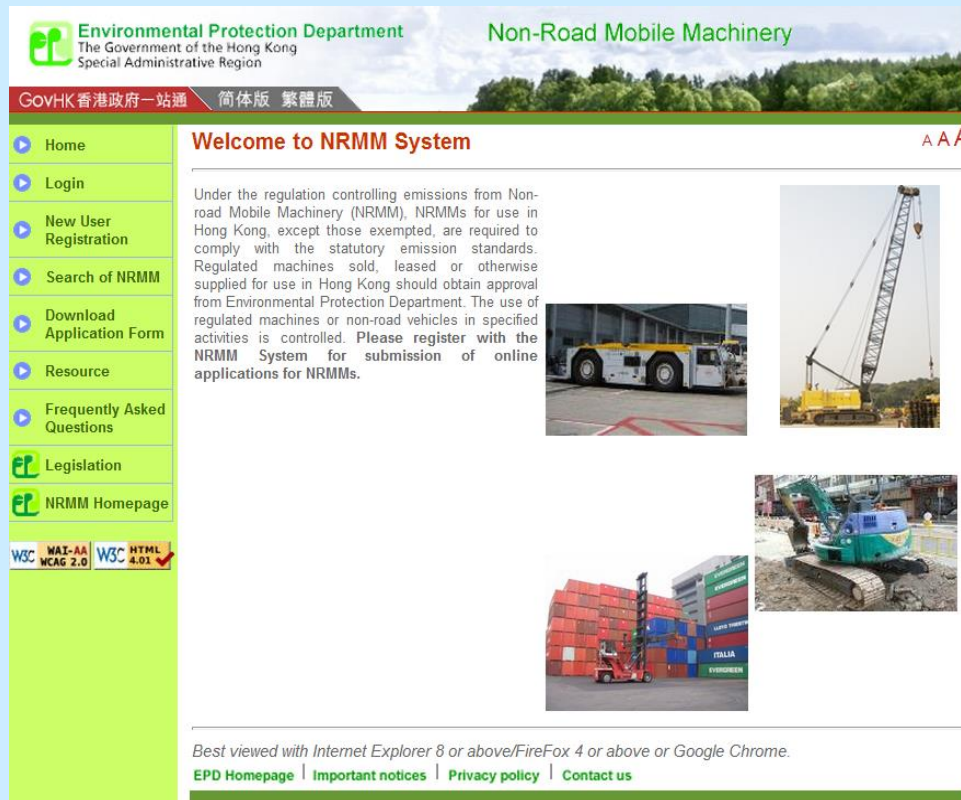 Environmental Protection Department
The Government of the Hong Kong
Special Administrative Region
Non-Road Mobile Machinery
GovHK香港政府一站通 简体版 繁體版
Home
Login
New User
Registration
Search of NRMM
Download
Application Form
Resource
Frequently Asked
Questions
Legislation
NRMM Homepage
W3C WAI-AA
WCAG 2.0
W3C HTML
4.01
Welcome to NRMM System
A A A
Under the regulation controlling emissions from Non-
road Mobile Machinery (NRMM), NRMMs for use in
Hong Kong, except those exempted, are required to
comply with the statutory emission standards.
Regulated machines sold, leased or otherwise
supplied for use in Hong Kong should obtain approval
from Environmental Protection Department. The use of
regulated machines or non-road vehicles in specified
activities is controlled. Please register with the
NRMM System for submission of online
applications for NRMMs.
EVERGREEN
EVERGREEN
ITALIA
EVERGREEN
Best viewed with Internet Explorer 8 or above/FireFox 4 or above or Google Chrome.
EPD Homepage | Important notices | Privacy policy | Contact us